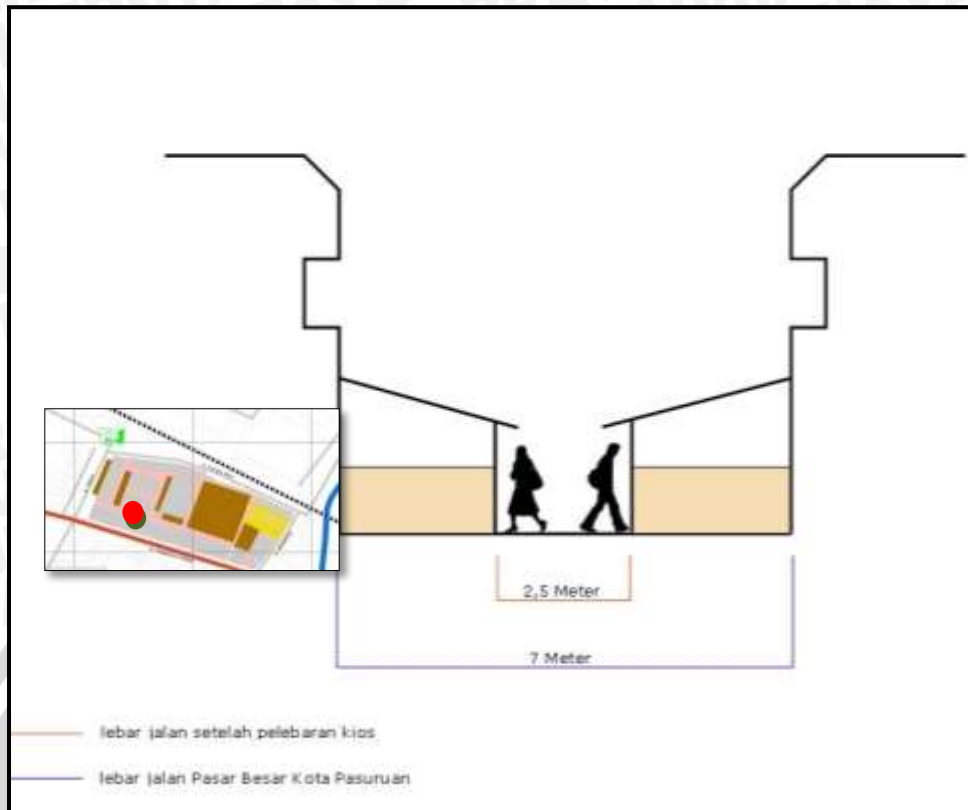 2,5 Meter
7 Meter
lebar jalan setelah pelebaran kios
lebar Jalan Pasar Besar Kota Pasuruan